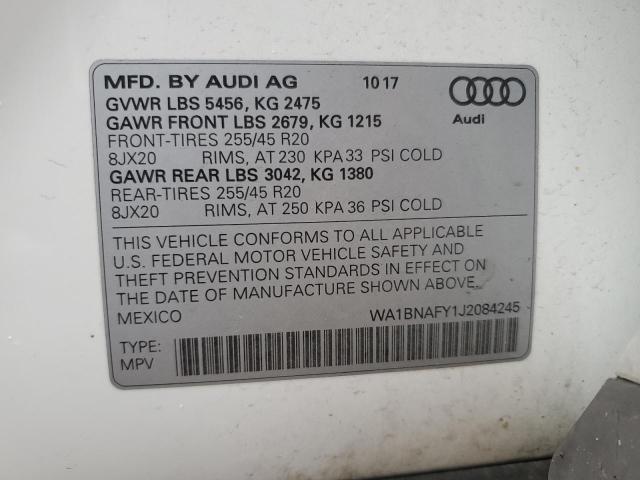 MFD. BY AUDI AG 10 17
GVWR LBS 5456, KG 2475
GAWR FRONT LBS 2679, KG 1215
Audi
FRONT-TIRES 255/45 R20
8JX20 RIMS, AT 230 KPA 33 PSI COLD
GAWR REAR LBS 3042, KG 1380
REAR-TIRES 255/45 R20
8JX20 RIMS, AT 250 KPA 36 PSI COLD
THIS VEHICLE CONFORMS TO ALL APPLICABLE
U.S. FEDERAL MOTOR VEHICLE SAFETY AND
THEFT PREVENTION STANDARDS IN EFFECT ON
THE DATE OF MANUFACTURE SHOWN ABOVE.
MEXICO WA1BNAFY1J2084245
TYPE:
MPV